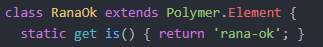 class RanaOk extends Polymer.Element {
  static get is() { return 'rana-ok'; }